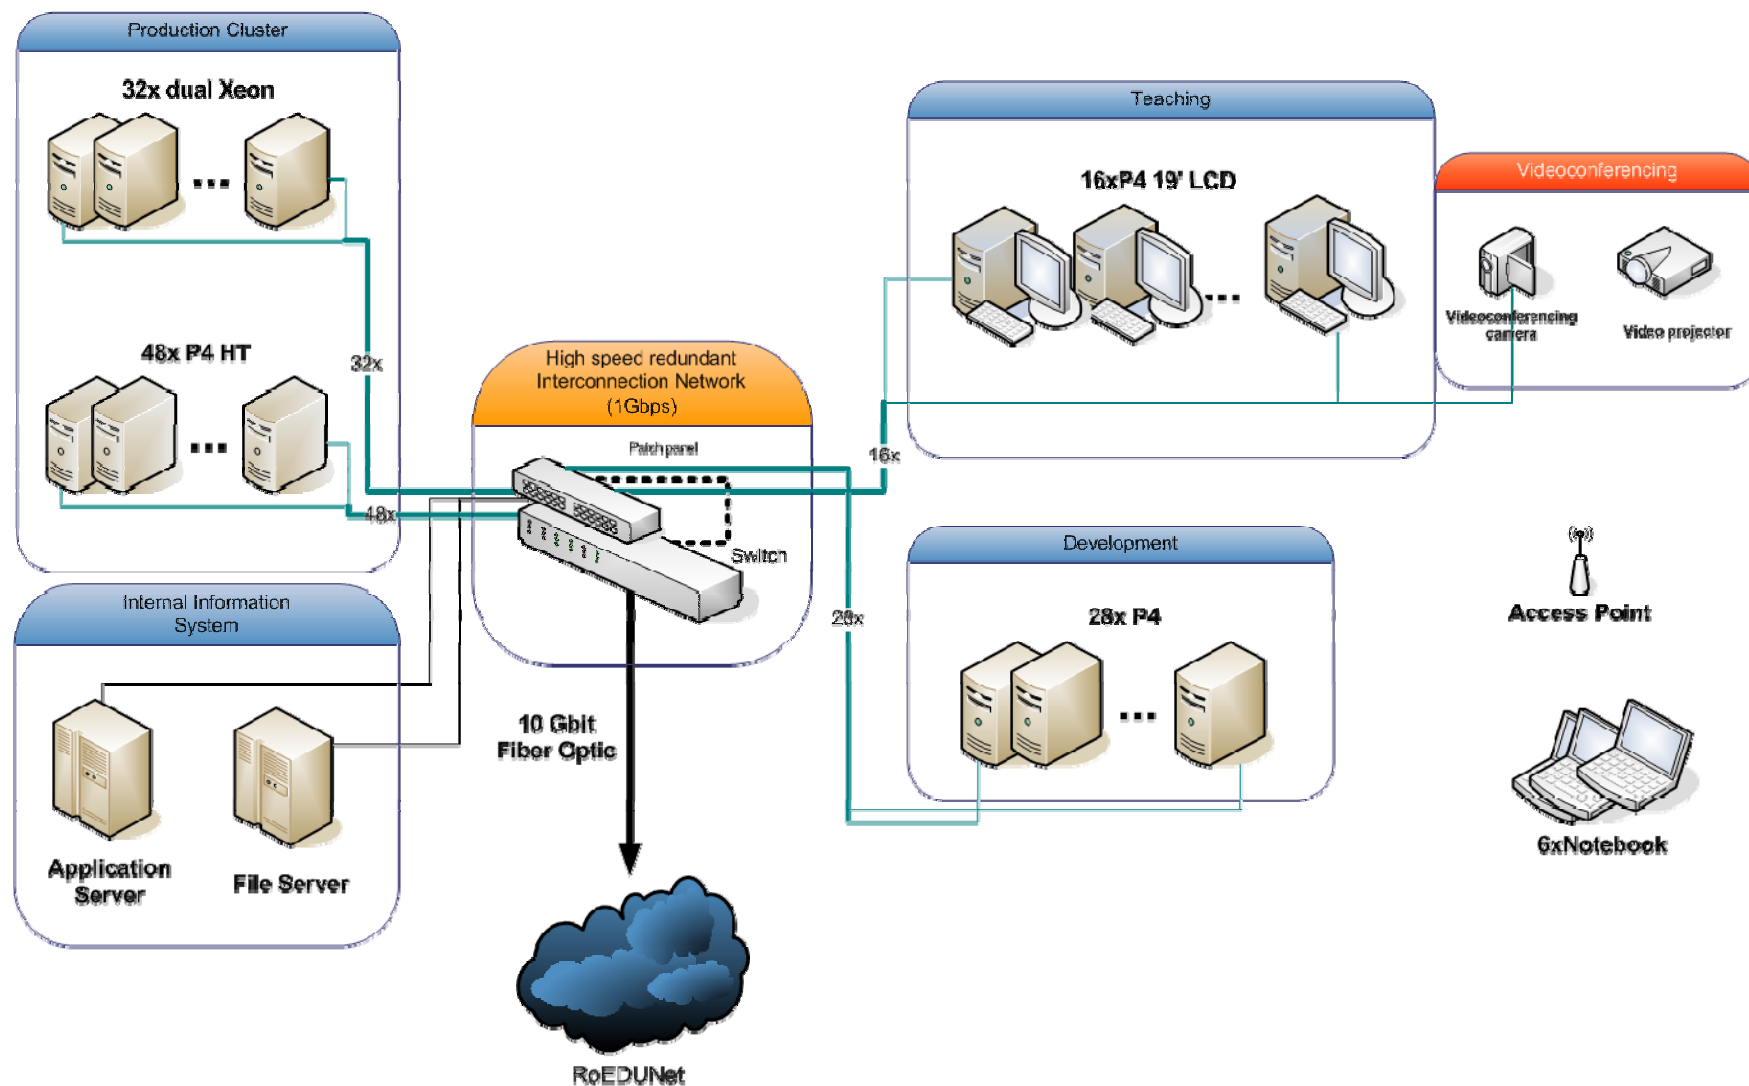 Production Cluster
32x dual Xeon
48x P4 HT
32x
48x
Internal Information
System
Application
Server
File Server
High speed redundant
Interconnection Network
(1Gbps)
Patch panel
Switch
10 Gbit
Fiber Optic
RoEDUNet
16x
28x
Teaching
16xP4 19' LCD
Videoconferencing
Videoconferencing
camera
Video projector
Development
28x P4
Access Point
6xNotebook